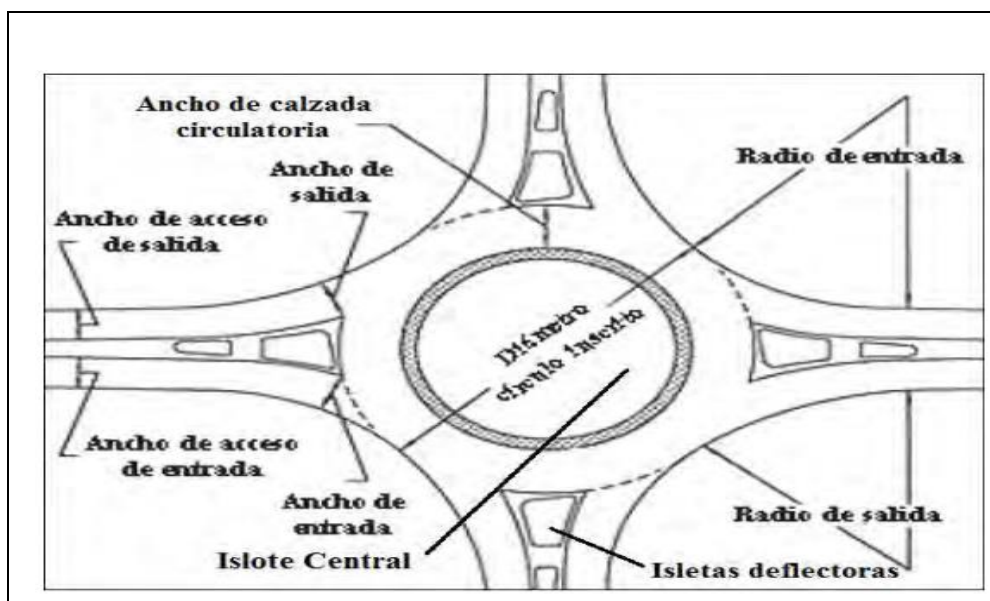 Ancho de calzada
circulatoria
Radio de entrada
Ancho de
salida
Ancho de acceso
de salida
Diámetro
círculo inscrito
Ancho de acceso
de entrada
Ancho de
entrada
Radio de salida
Islote Central
Isletas deflectoras